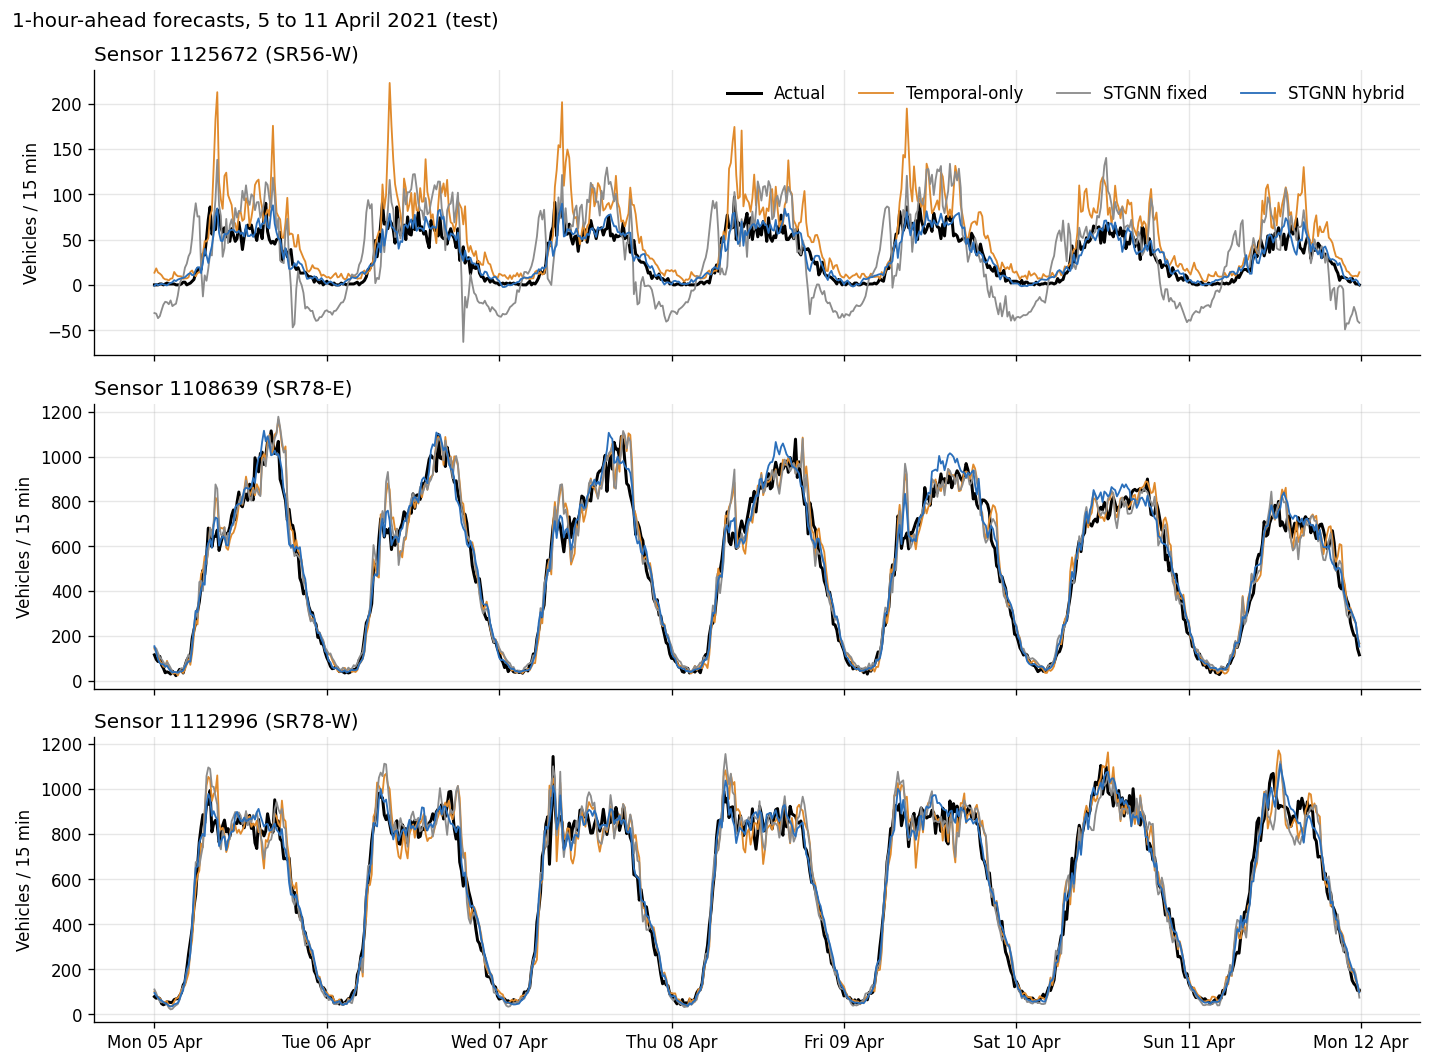 1-hour-ahead forecasts, 5 to 11 April 2021 (test)
Sensor 1125672 (SR56-W)
Actual Temporal-only STGNN fixed STGNN hybrid
200
150
100
50
0
−50
Vehicles / 15 min
Sensor 1108639 (SR78-E)
1200
1000
800
600
400
200
0
Vehicles / 15 min
Sensor 1112996 (SR78-W)
1200
1000
800
600
400
200
0
Vehicles / 15 min
Mon 05 Apr Tue 06 Apr Wed 07 Apr Thu 08 Apr Fri 09 Apr Sat 10 Apr Sun 11 Apr Mon 12 Apr